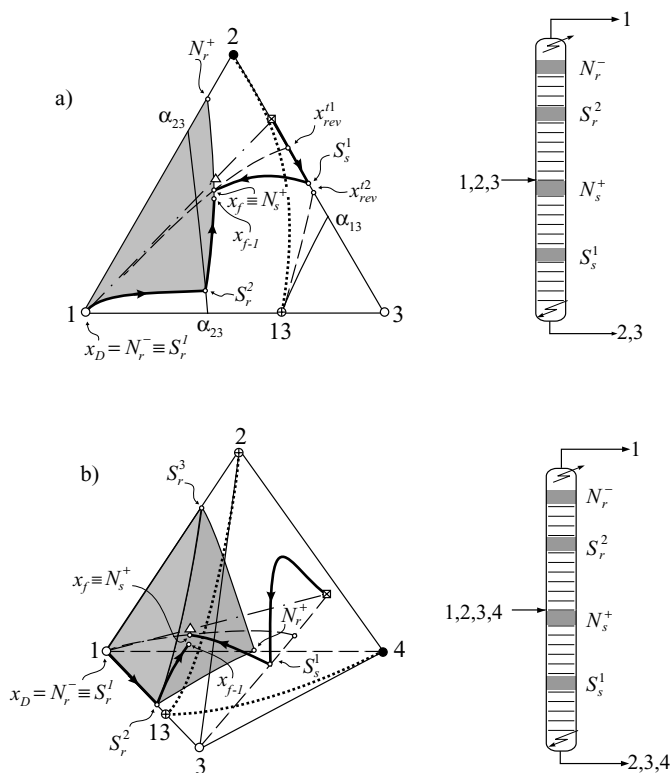 a)
2
N_r^+
α_23
x_rev^t1
S_s^1
x_rev^t2
x_f ≡ N_s^+
x_f-1
α_13
S_r^2
1
α_23
13
3
x_D = N_r^- ≡ S_r^1
1
N_r^-
S_r^2
1,2,3
N_s^+
S_s^1
2,3
b)
2
S_r^3
x_f ≡ N_s^+
N_r^+
1
4
x_D = N_r^- ≡ S_r^1
x_f-1
S_s^1
S_r^2
13
3
1
N_r^-
S_r^2
1,2,3,4
N_s^+
S_s^1
2,3,4